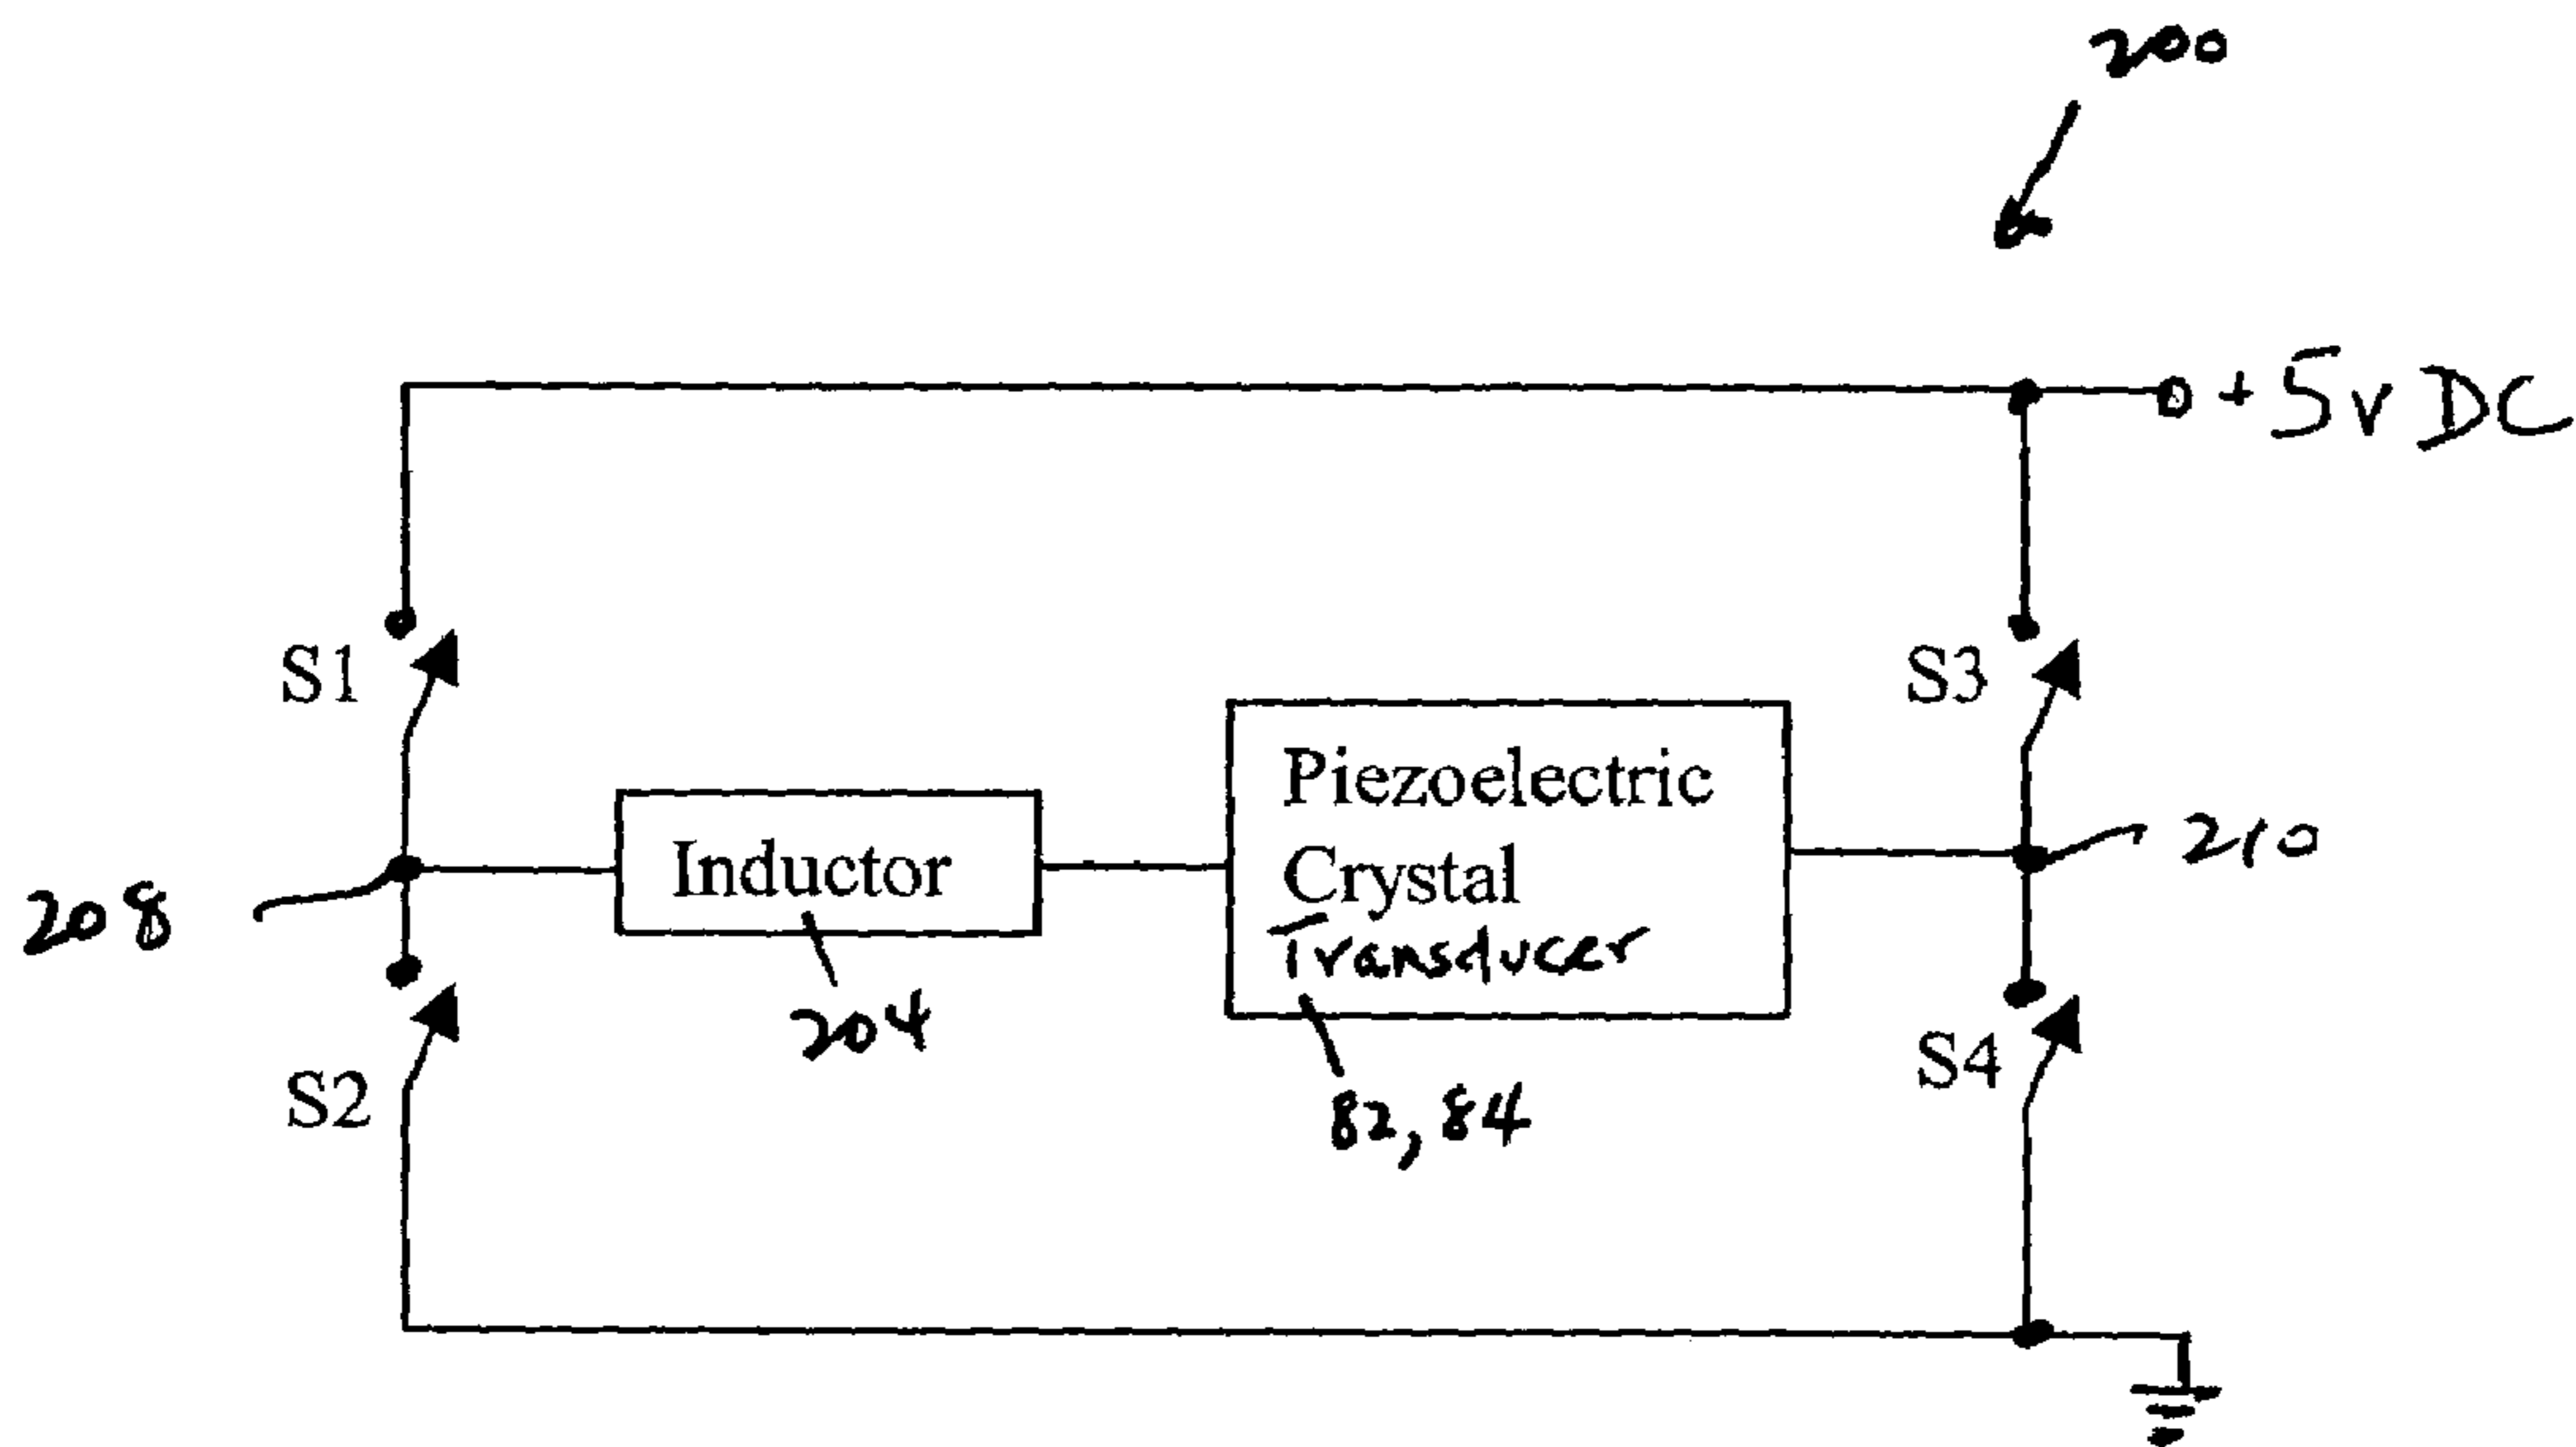 200
+5v DC
S1
S3
Piezoelectric
Crystal
Transducer
Inductor
210
208
204
S2
S4
82, 84